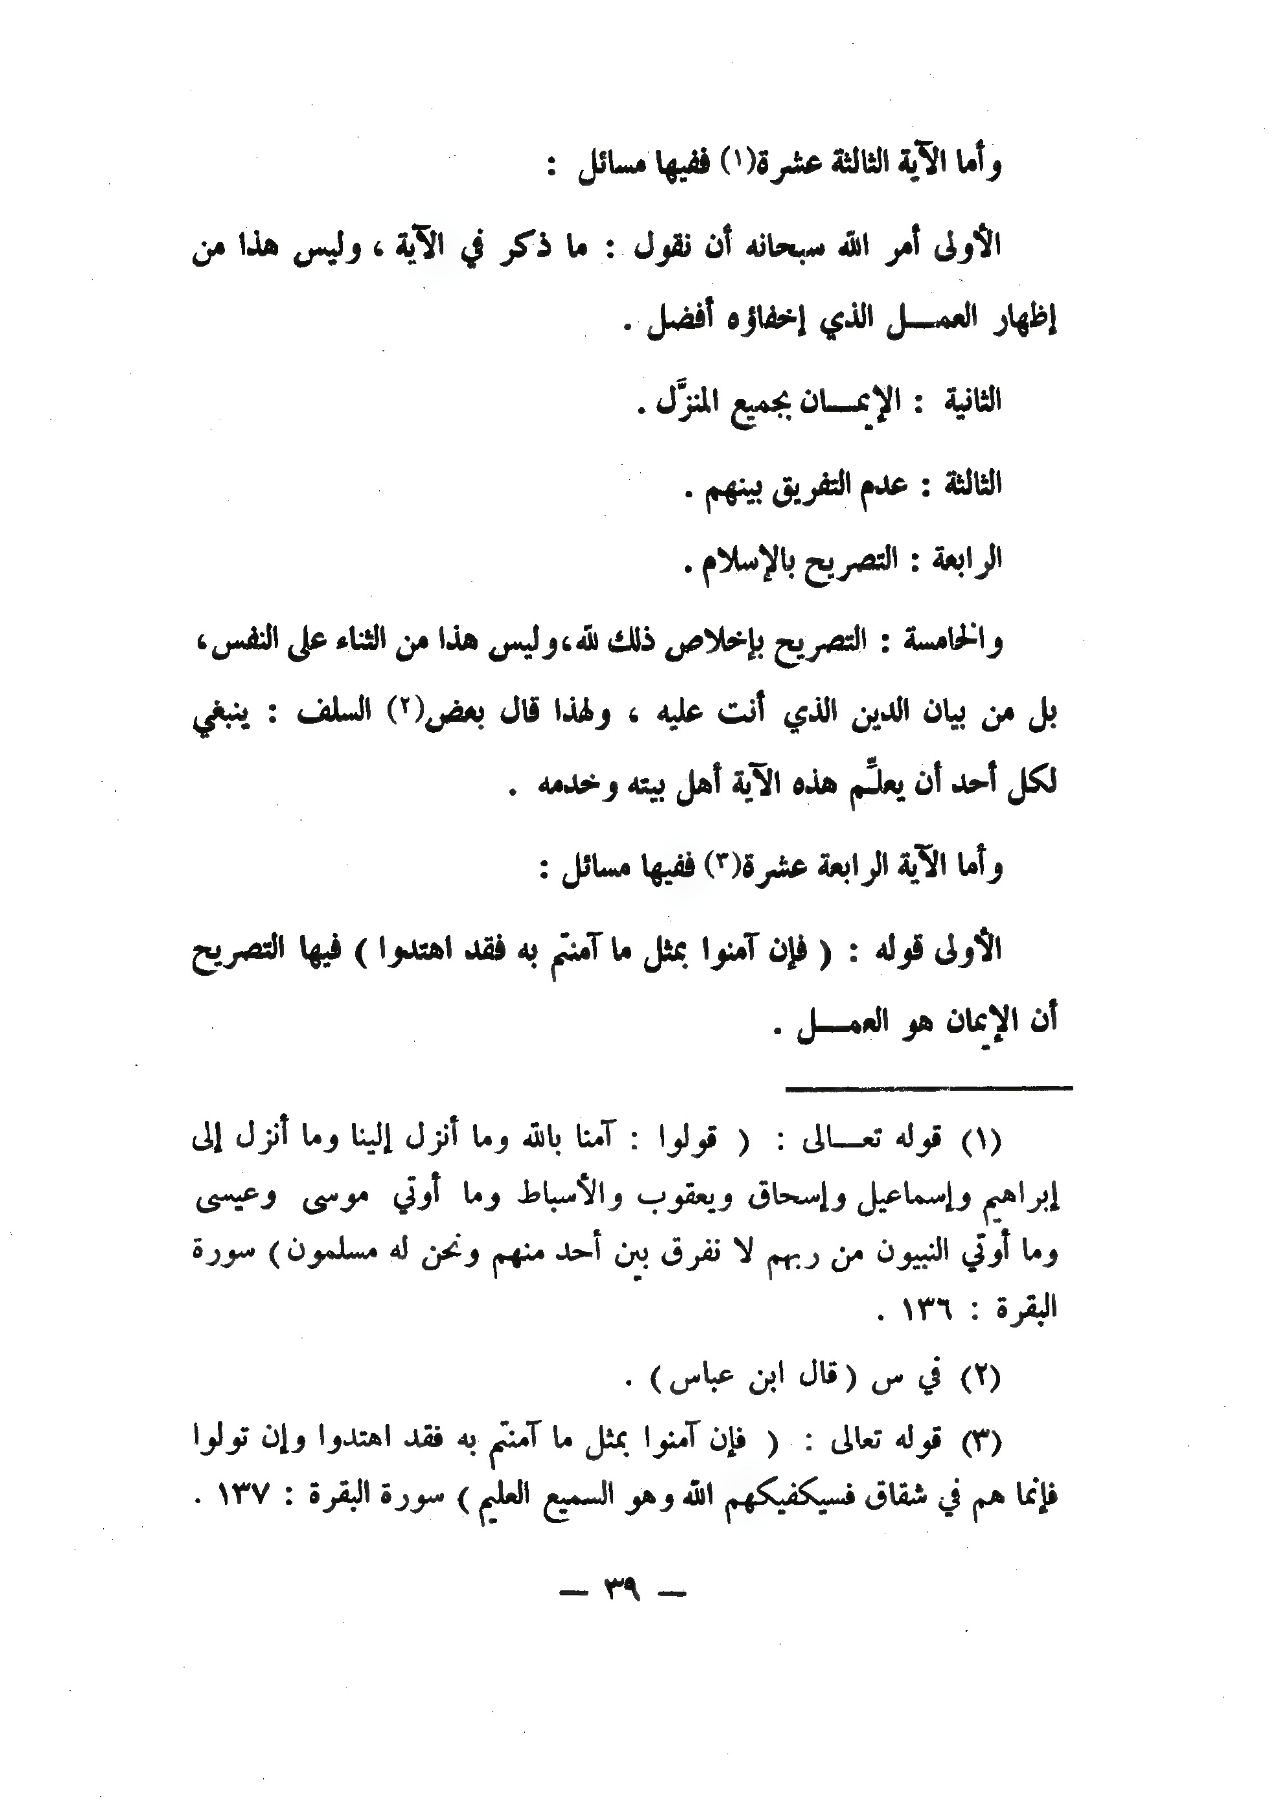 وأما الآية الثالثة عشرة(١) ففيها مسائل :
الأولى أمر الله سبحانه أن نقول : ما ذكر في الآية ، وليس هذا من
إظهار العمـــل الذي إخفاؤه أفضل .
الثانية : الإيمـــان بجميع المنزَّل .
الثالثة : عدم التفريق بينهم .
الرابعة : التصريح بالإسلام .
والخامسة : التصريح بإخلاص ذلك لله،وليس هذا من الثناء على النفس،
بل من بيان الدين الذي أنت عليه ، ولهذا قال بعض(٢) السلف : ينبغي
لكل أحد أن يعلِّـم هذه الآية أهل بيته وخدمه .
وأما الآية الرابعة عشرة(٣) ففيها مسائل :
الأولى قوله : ( فإن آمنوا بمثل ما آمنتم به فقد اهتدوا ) فيها التصريح
أن الإيمان هو العمـــل .
(١) قوله تعـــالى : ( قولوا : آمنا بالله وما أنزل إلينا وما أنزل إلى
إبراهيم وإسماعيل وإسحاق ويعقوب والأسباط وما أوتي موسى وعيسى
وما أوتي النبيون من ربهم لا نفرق بين أحد منهم ونحن له مسلمون ) سورة
البقرة : ١٣٦ .
(٢) في س ( قال ابن عباس ) .
(٣) قوله تعالى : ( فإن آمنوا بمثل ما آمنتم به فقد اهتدوا وإن تولوا
فإنما هم في شقاق فسيكفيكهم الله وهو السميع العليم ) سورة البقرة : ١٣٧ .
— ٣٩ —